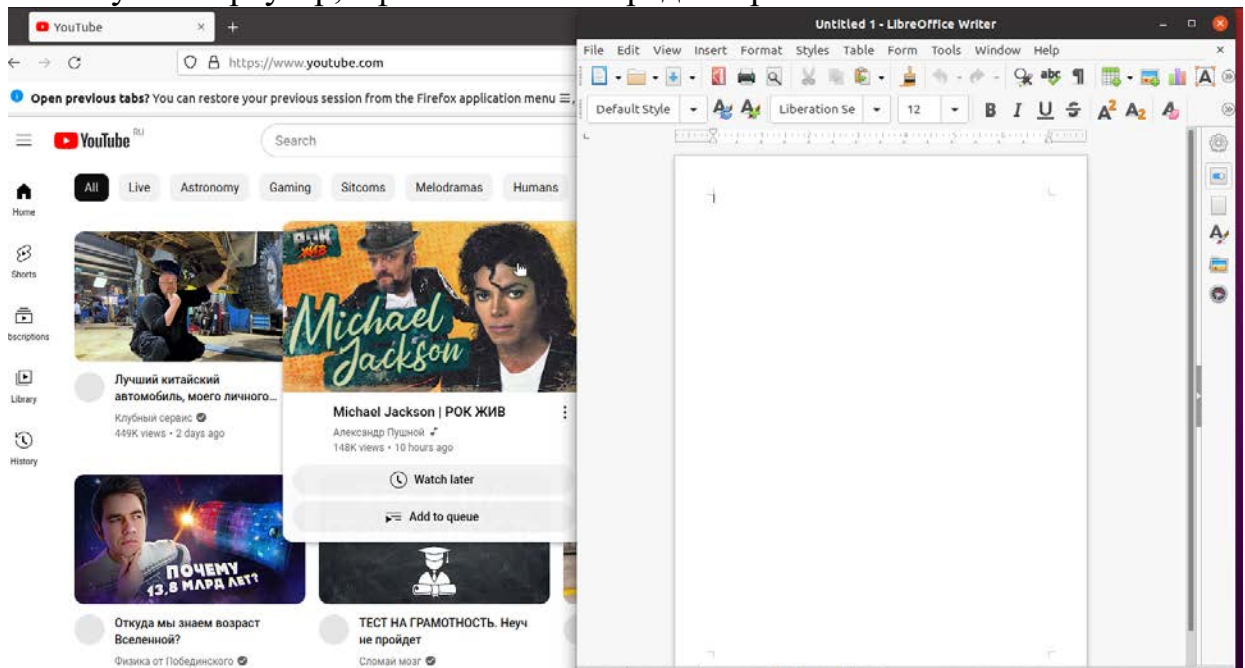 YouTube
https://www.youtube.com
Open previous tabs? You can restore your previous session from the Firefox application menu
YouTube RU
Search
All Live Astronomy Gaming Sitcoms Melodramas Humans
Home
Shorts
bscriptions
Library
History
РОК ЖИВ
Michael Jackson
Лучший китайский
автомобиль, моего личного...
Клубный сервис
449K views • 2 days ago
Michael Jackson | РОК ЖИВ
Александр Пушной
148K views • 10 hours ago
Watch later
Add to queue
ПОЧЕМУ
13,8 МЛРД ЛЕТ?
Откуда мы знаем возраст
Вселенной?
Физика от Побединского
ТЕСТ НА ГРАМОТНОСТЬ. Неуч
не пройдет
Сломай мозг
Untitled 1 - LibreOffice Writer
File Edit View Insert Format Styles Table Form Tools Window Help
Default Style Liberation Se 12